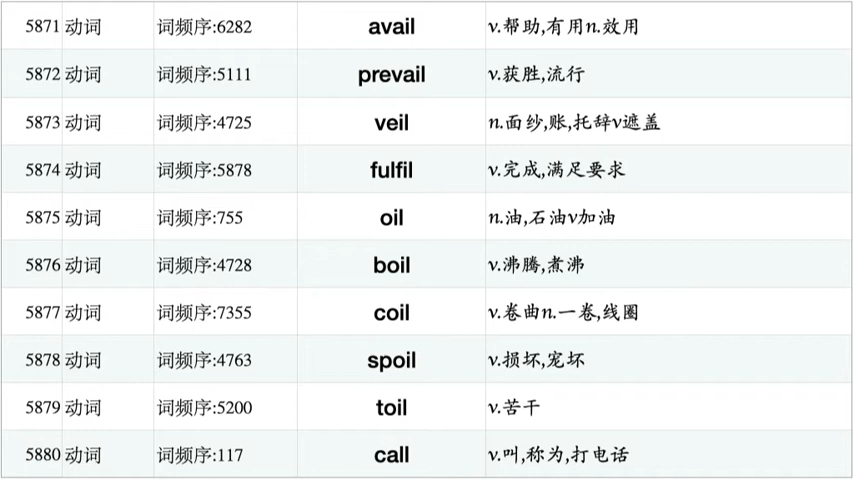 5871 动词 词频序:6282 avail v.帮助,有用n.效用
5872 动词 词频序:5111 prevail v.获胜,流行
5873 动词 词频序:4725 veil n.面纱,账,托辞v遮盖
5874 动词 词频序:5878 fulfil v.完成,满足要求
5875 动词 词频序:755 oil n.油,石油v加油
5876 动词 词频序:4728 boil v.沸腾,煮沸
5877 动词 词频序:7355 coil v.卷曲n.一卷,线圈
5878 动词 词频序:4763 spoil v.损坏,宠坏
5879 动词 词频序:5200 toil v.苦干
5880 动词 词频序:117 call v.叫,称为,打电话